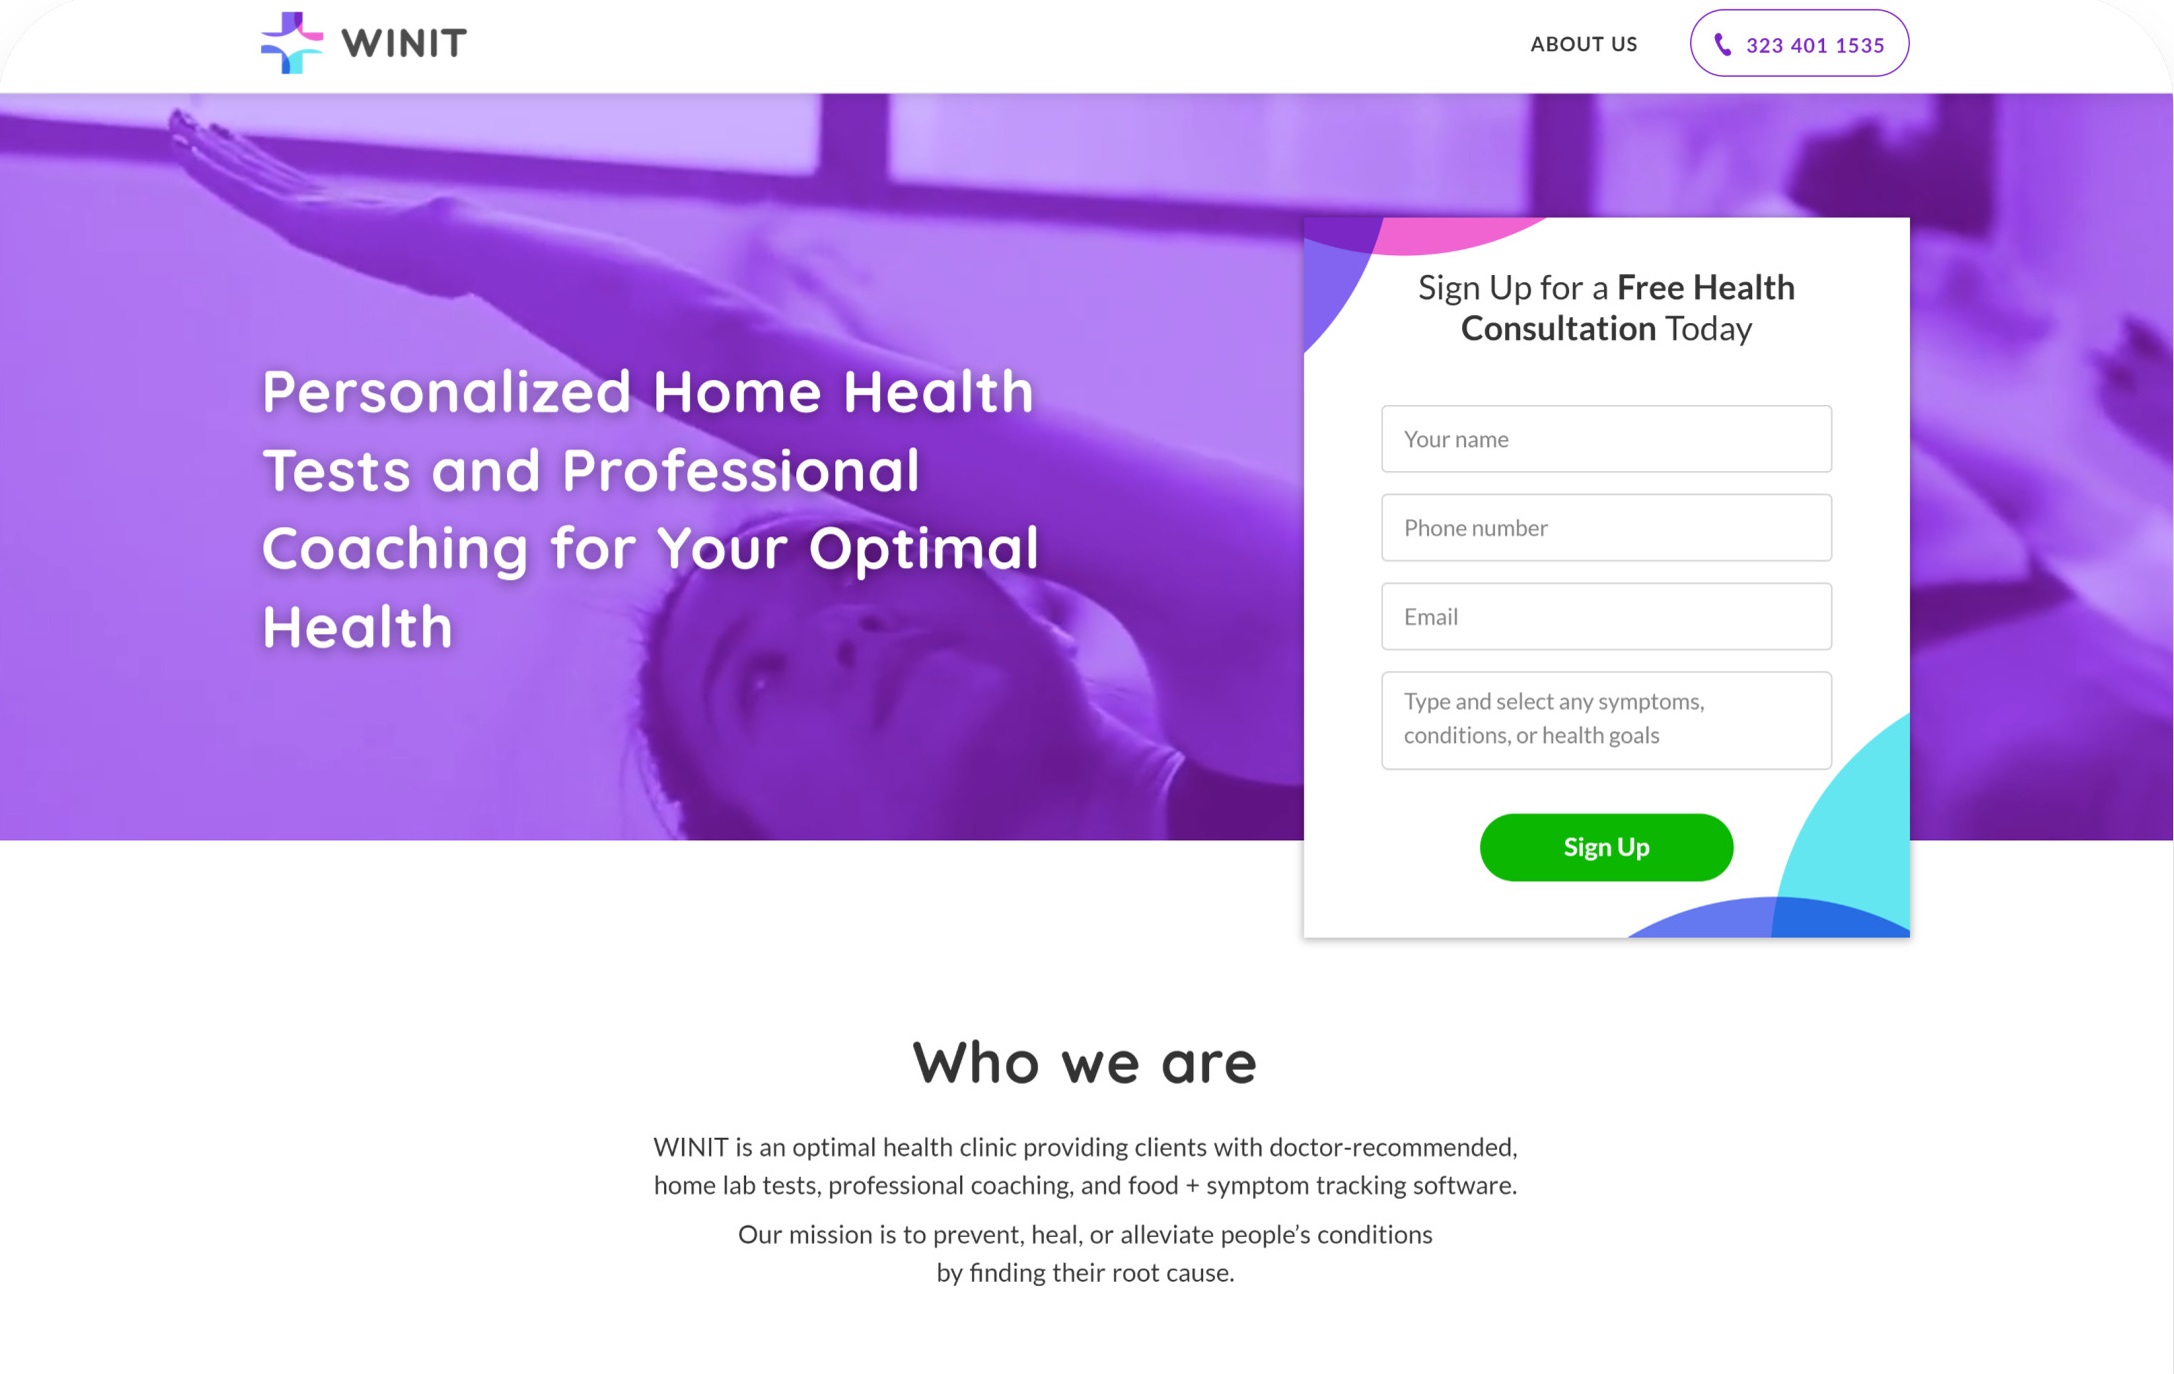 WINIT
ABOUT US
323 401 1535
Personalized Home Health
Tests and Professional
Coaching for Your Optimal
Health
Sign Up for a Free Health
Consultation Today
Your name
Phone number
Email
Type and select any symptoms,
conditions, or health goals
Sign Up
Who we are
WINIT is an optimal health clinic providing clients with doctor-recommended,
home lab tests, professional coaching, and food + symptom tracking software.
Our mission is to prevent, heal, or alleviate people’s conditions
by finding their root cause.